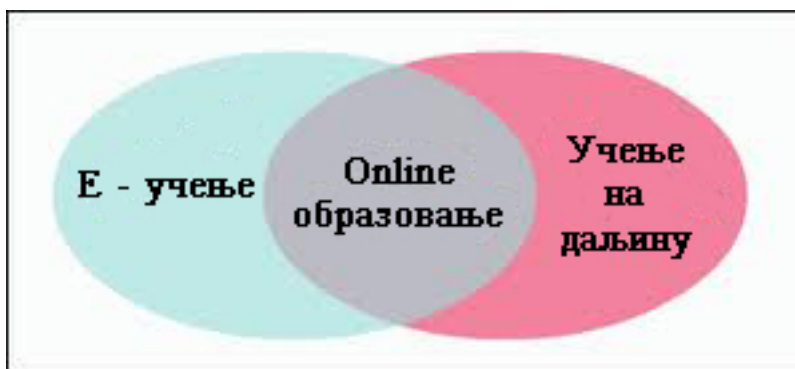 Е - учење
Online
образовање
Учење
на
даљину